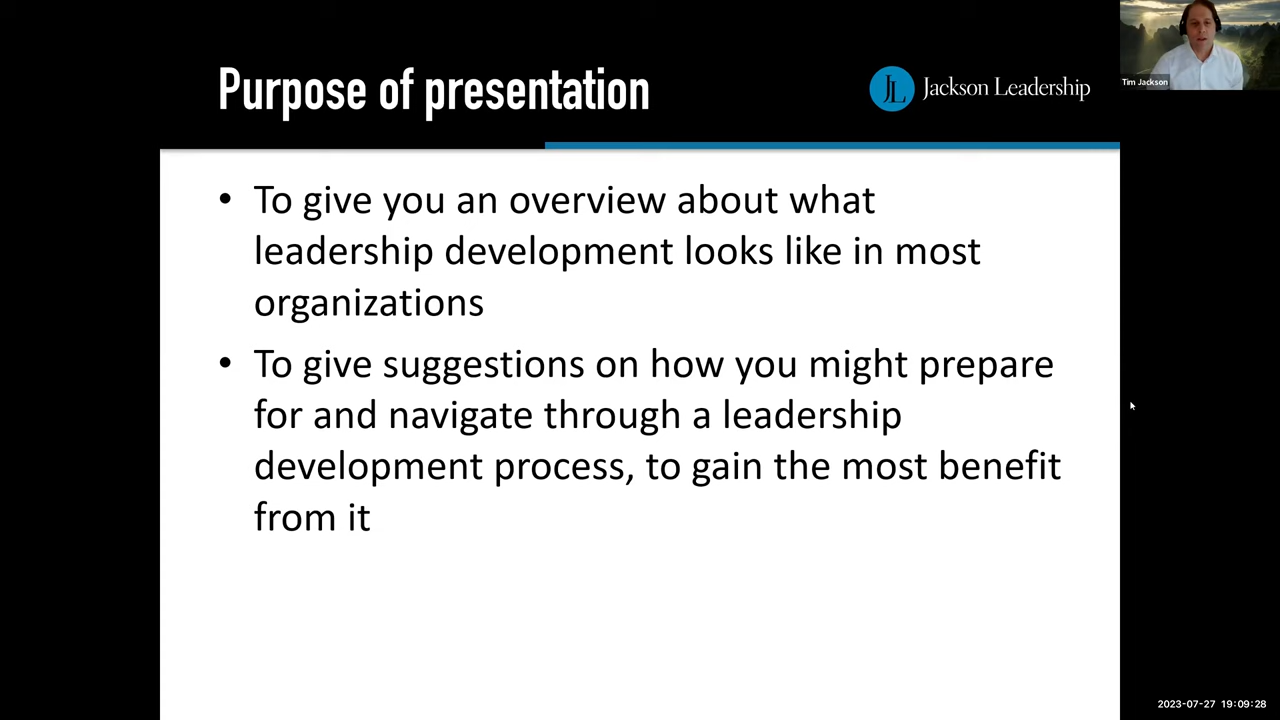 Purpose of presentation
JL Jackson Leadership
Tim Jackson
• To give you an overview about what
leadership development looks like in most
organizations
• To give suggestions on how you might prepare
for and navigate through a leadership
development process, to gain the most benefit
from it
2023-07-27 19:09:28